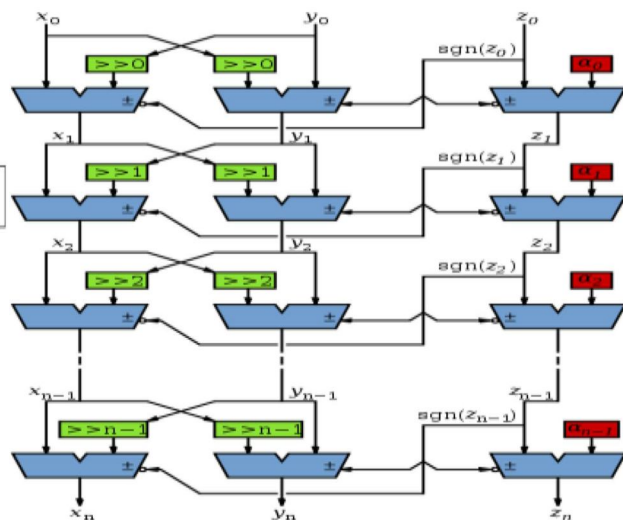 x₀ y₀ z₀
sgn(z₀)
>>0 >>0 α₀
± ± ±
x₁ y₁ z₁
sgn(z₁)
>>1 >>1 α₁
± ± ±
x₂ y₂ z₂
sgn(z₂)
>>2 >>2 α₂
± ± ±
xₙ₋₁ yₙ₋₁ zₙ₋₁
sgn(zₙ₋₁)
>>n−1 >>n−1 αₙ₋₁
± ± ±
xₙ yₙ zₙ